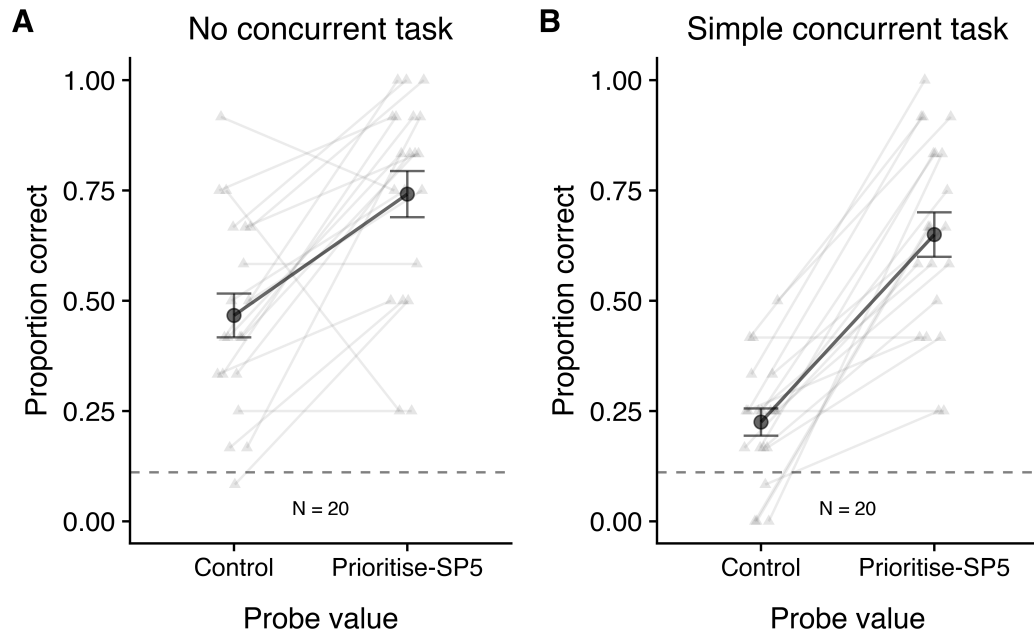 A
No concurrent task
Proportion correct
1.00
0.75
0.50
0.25
0.00
N = 20
Control
Prioritise-SP5
Probe value
B
Simple concurrent task
Proportion correct
1.00
0.75
0.50
0.25
0.00
N = 20
Control
Prioritise-SP5
Probe value